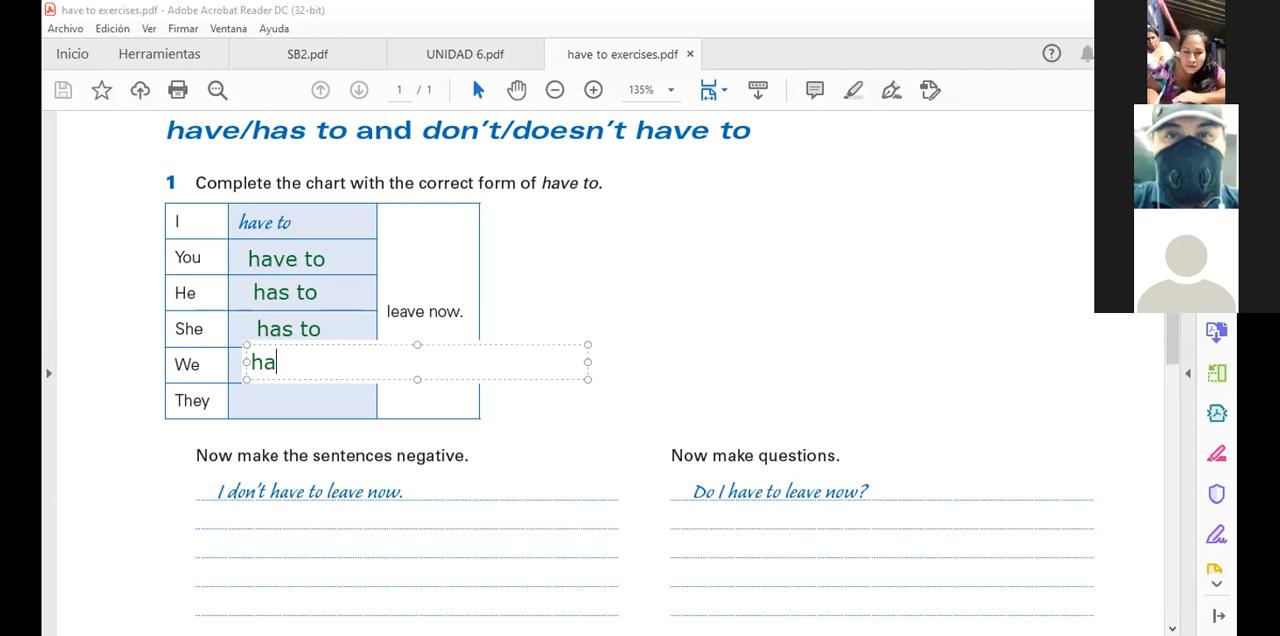 have to exercises.pdf - Adobe Acrobat Reader DC (32-bit)
Archivo Edición Ver Firmar Ventana Ayuda
Inicio Herramientas SB2.pdf UNIDAD 6.pdf have to exercises.pdf ×
1 / 1 135%
have/has to and don't/doesn't have to
1 Complete the chart with the correct form of have to.
I have to
You have to
He has to
leave now.
She has to
We ha
They
Now make the sentences negative. Now make questions.
I don't have to leave now. Do I have to leave now?